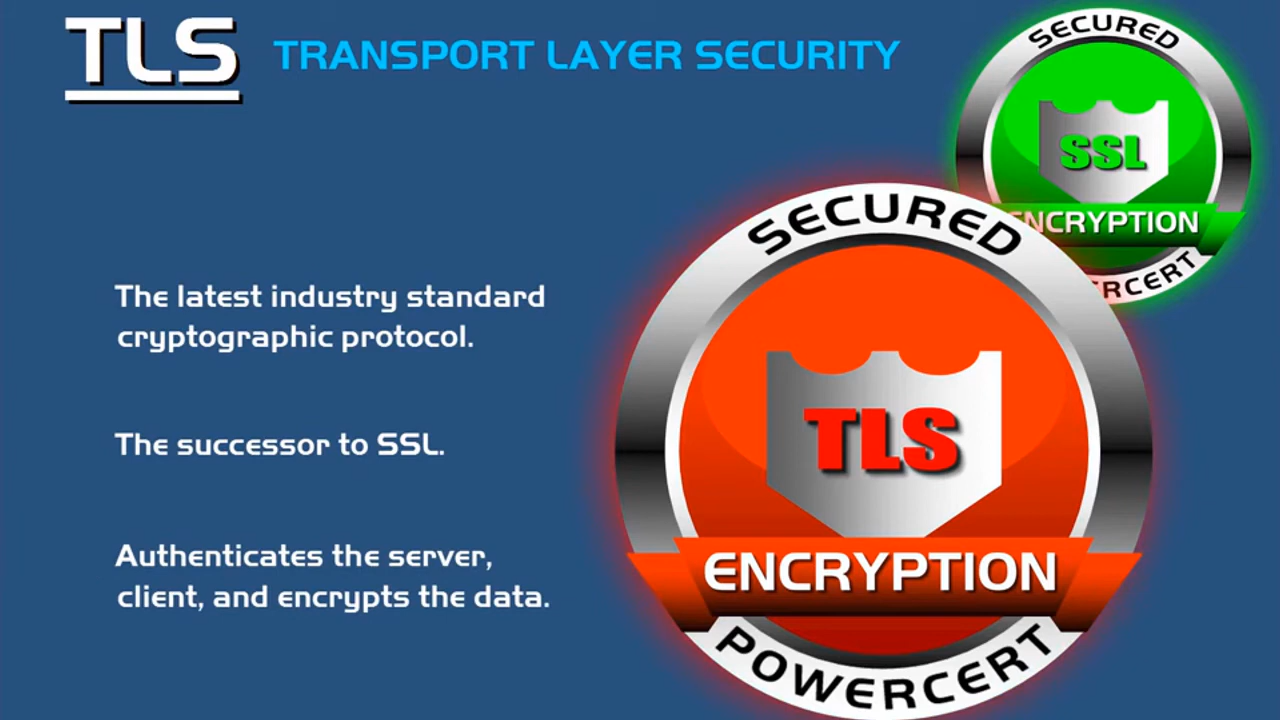 TLS TRANSPORT LAYER SECURITY
SECURED
SSL
ENCRYPTION
The latest industry standard
cryptographic protocol.
The successor to SSL.
Authenticates the server,
client, and encrypts the data.
SECURED
TLS
ENCRYPTION
POWERCERT